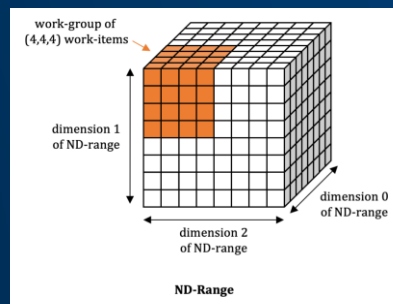 work-group of
(4,4,4) work-items
dimension 1
of ND-range
dimension 0
of ND-range
dimension 2
of ND-range
ND-Range